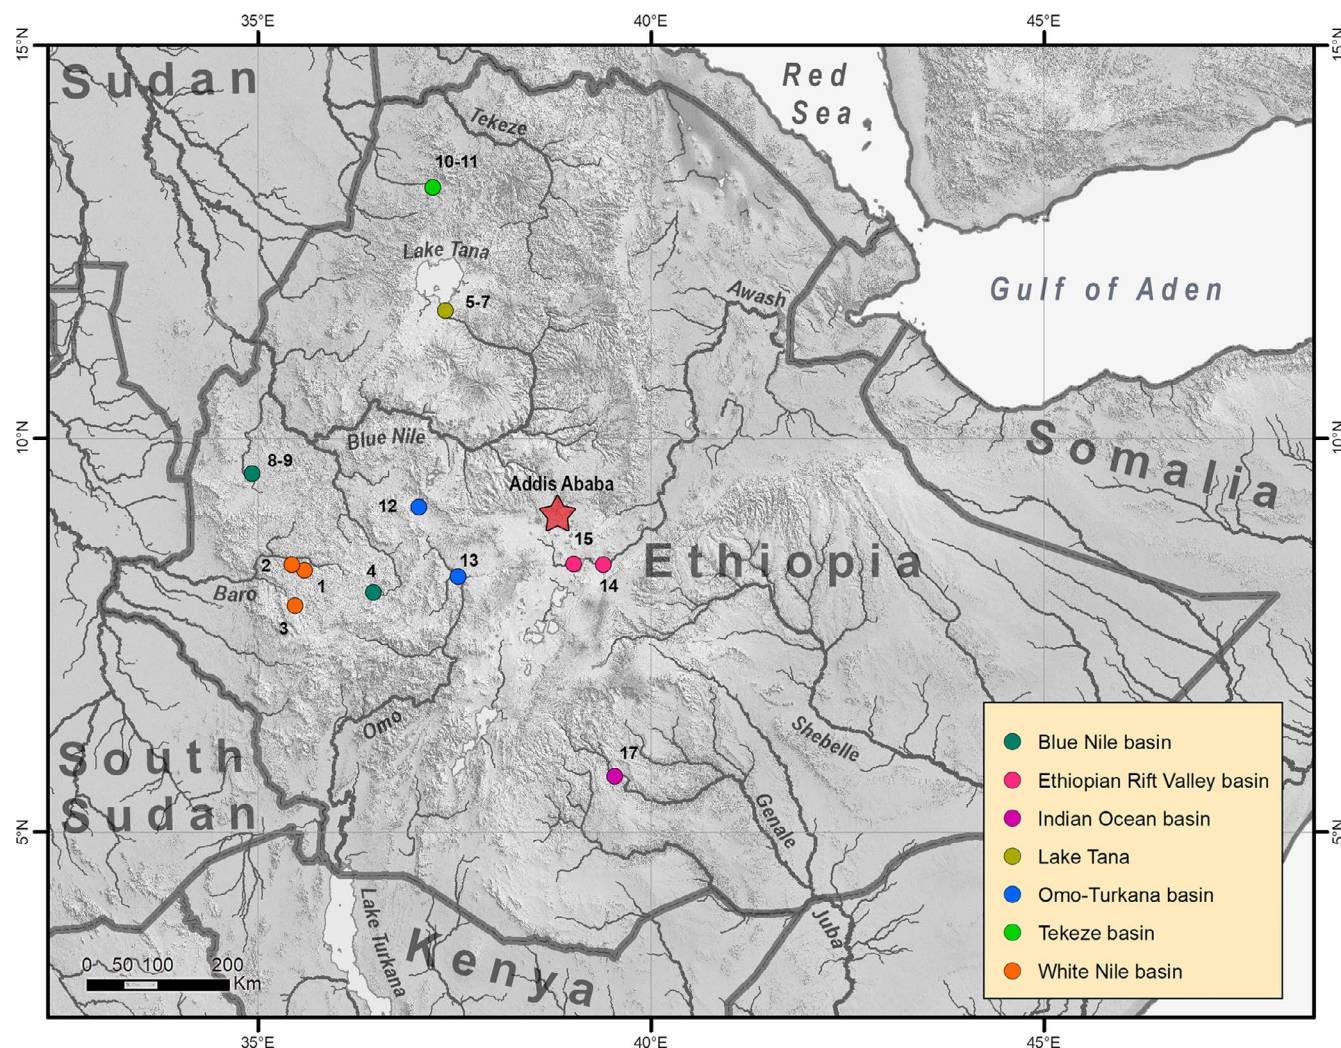 35°E
40°E
45°E
15°N
15°N
Sudan
Red
Sea
Tekeze
10-11
Lake Tana
5-7
Awash
Gulf of Aden
10°N
10°N
Blue Nile
Somalia
8-9
Addis Ababa
12
15
Ethiopia
2
1
4
13
14
Baro
3
Omo
17
Shebelle
South
Sudan
Genale
5°N
5°N
Blue Nile basin
Ethiopian Rift Valley basin
Indian Ocean basin
Lake Tana
Omo-Turkana basin
Tekeze basin
White Nile basin
Lake Turkana
Kenya
Juba
0 50 100 200
Km
35°E
40°E
45°E